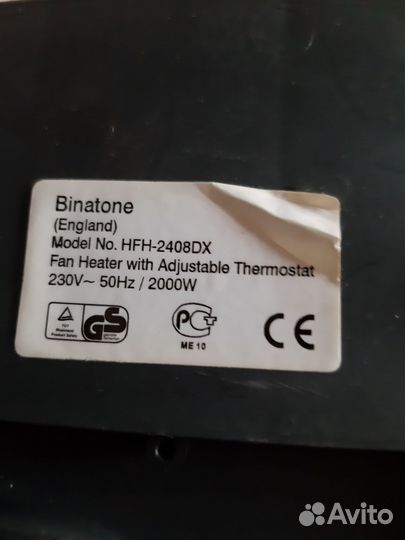 Binatone
(England)
Model No. HFH-2408DX
Fan Heater with Adjustable Thermostat
230V~ 50Hz / 2000W
GS
PCT
CE
ME 10
Avito